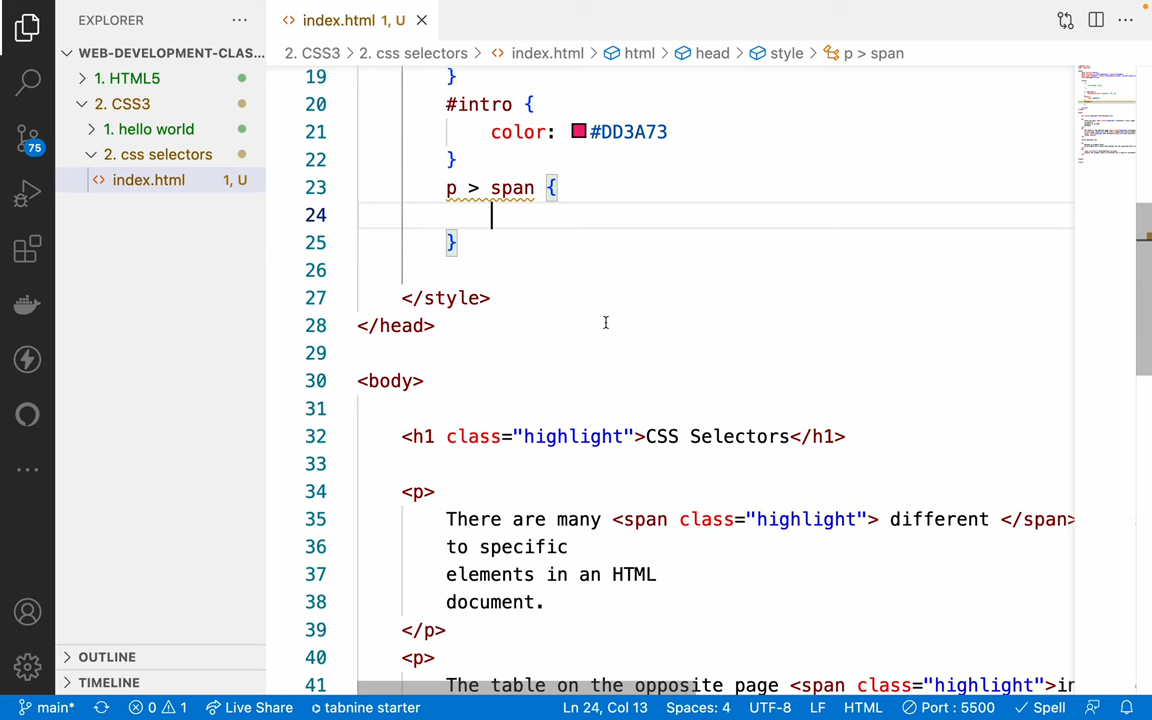 EXPLORER
index.html 1, U
WEB-DEVELOPMENT-CLAS...
2. CSS3 > 2. css selectors > index.html > html > head > style > p > span
1. HTML5
2. CSS3
1. hello world
2. css selectors
index.html 1, U
75
19 }
20 #intro {
21 color: #DD3A73
22 }
23 p > span {
24
25 }
26
27 </style>
28 </head>
29
30 <body>
31
32 <h1 class="highlight">CSS Selectors</h1>
33
34 <p>
35 There are many <span class="highlight"> different </span>
36 to specific
37 elements in an HTML
38 document.
39 </p>
40 <p>
41 The table on the opposite page <span class="highlight">in
OUTLINE
TIMELINE
main* 0 1 Live Share tabnine starter Ln 24, Col 13 Spaces: 4 UTF-8 LF HTML Port : 5500 Spell